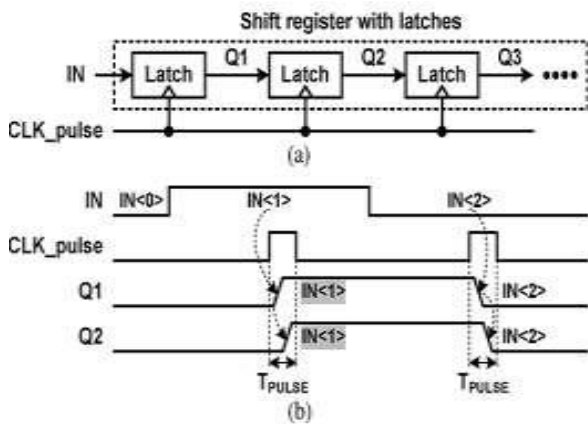 Shift register with latches
Q1 Q2 Q3
IN Latch Latch Latch
CLK_pulse
(a)
IN IN<0> IN<1> IN<2>
CLK_pulse
Q1 IN<1> IN<2>
Q2 IN<1> IN<2>
TPULSE TPULSE
(b)